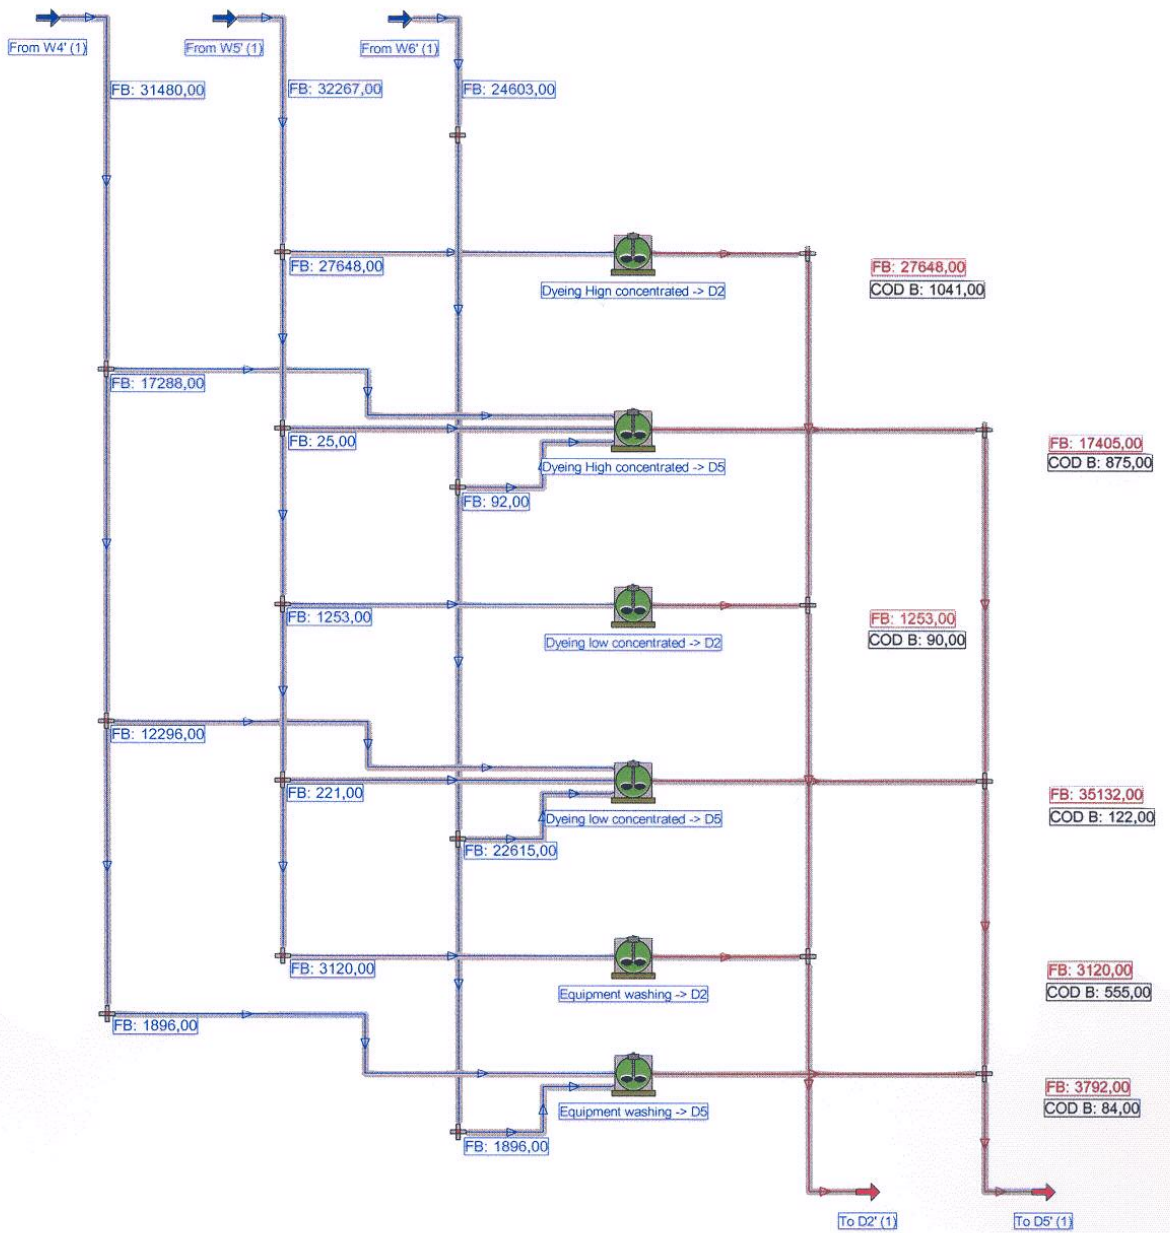 From W4' (1)
From W5' (1)
From W6' (1)
FB: 31480,00
FB: 32267,00
FB: 24603,00
FB: 27648,00
Dyeing Hign concentrated -> D2
FB: 27648,00
COD B: 1041,00
FB: 17288,00
FB: 25,00
Dyeing High concentrated -> D5
FB: 17405,00
COD B: 875,00
FB: 92,00
FB: 1253,00
Dyeing low concentrated -> D2
FB: 1253,00
COD B: 90,00
FB: 12296,00
FB: 221,00
Dyeing low concentrated -> D5
FB: 35132,00
COD B: 122,00
FB: 22615,00
FB: 3120,00
Equipment washing -> D2
FB: 3120,00
COD B: 555,00
FB: 1896,00
Equipment washing -> D5
FB: 3792,00
COD B: 84,00
FB: 1896,00
To D2' (1)
To D5' (1)